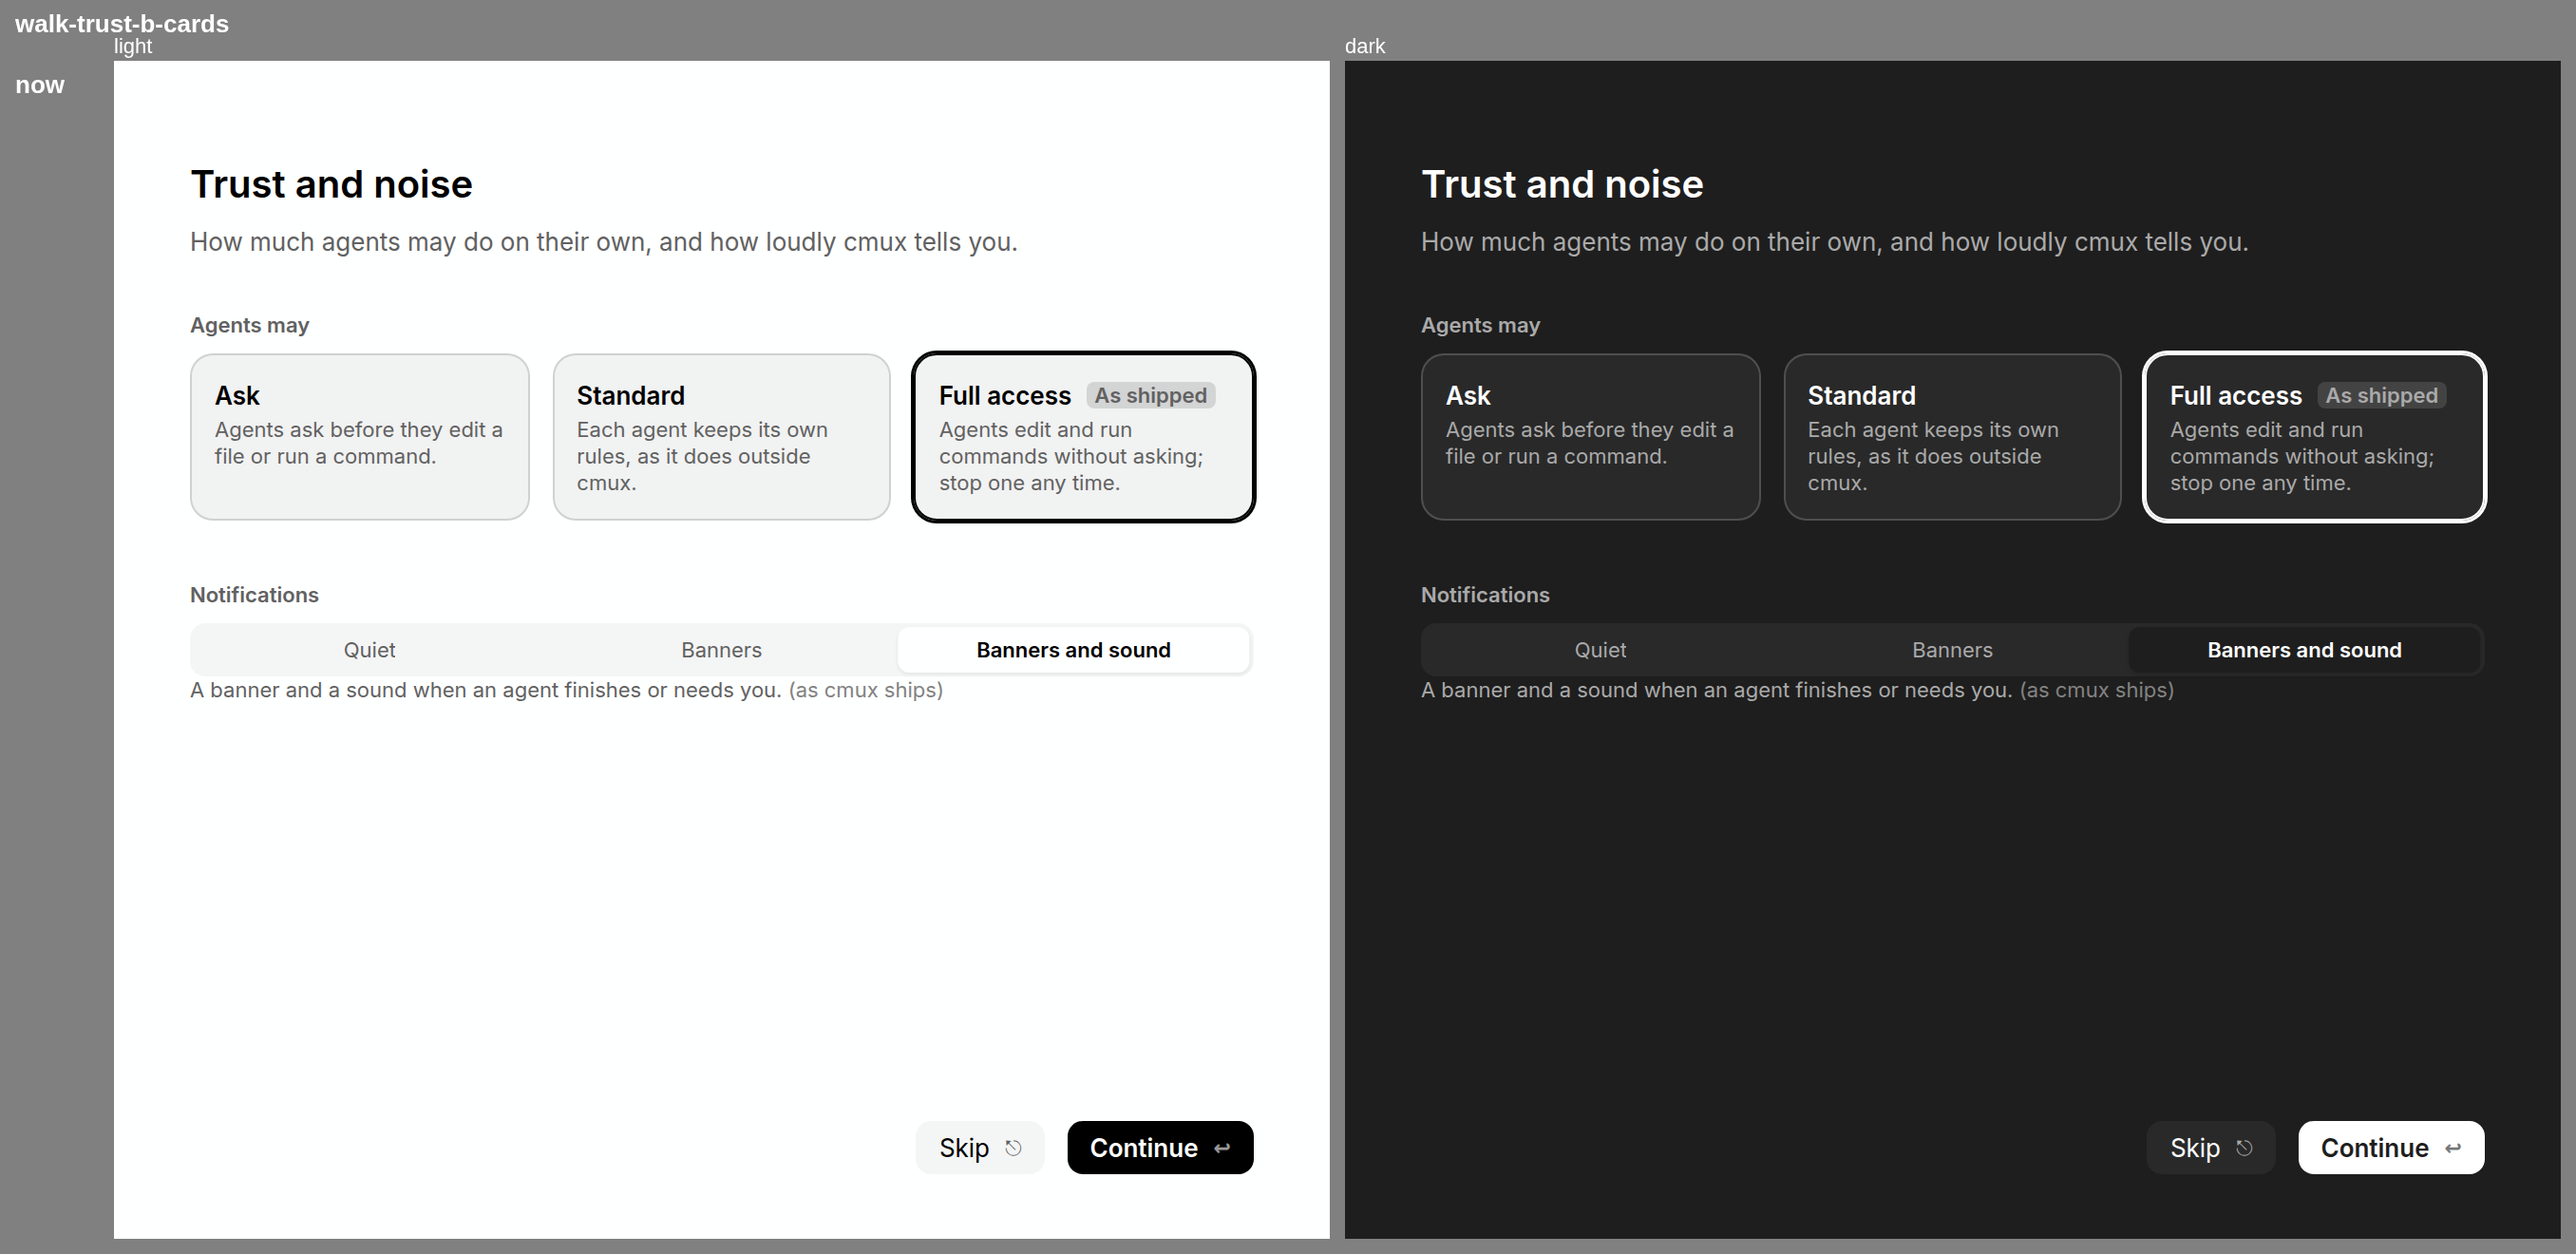 walk-trust-b-cards
light
dark
now
Trust and noise
How much agents may do on their own, and how loudly cmux tells you.
Agents may
Ask
Agents ask before they edit a
file or run a command.
Standard
Each agent keeps its own
rules, as it does outside
cmux.
Full access As shipped
Agents edit and run
commands without asking;
stop one any time.
Notifications
Quiet
Banners
Banners and sound
A banner and a sound when an agent finishes or needs you. (as cmux ships)
Skip ⎋
Continue ↩
Trust and noise
How much agents may do on their own, and how loudly cmux tells you.
Agents may
Ask
Agents ask before they edit a
file or run a command.
Standard
Each agent keeps its own
rules, as it does outside
cmux.
Full access As shipped
Agents edit and run
commands without asking;
stop one any time.
Notifications
Quiet
Banners
Banners and sound
A banner and a sound when an agent finishes or needs you. (as cmux ships)
Skip ⎋
Continue ↩